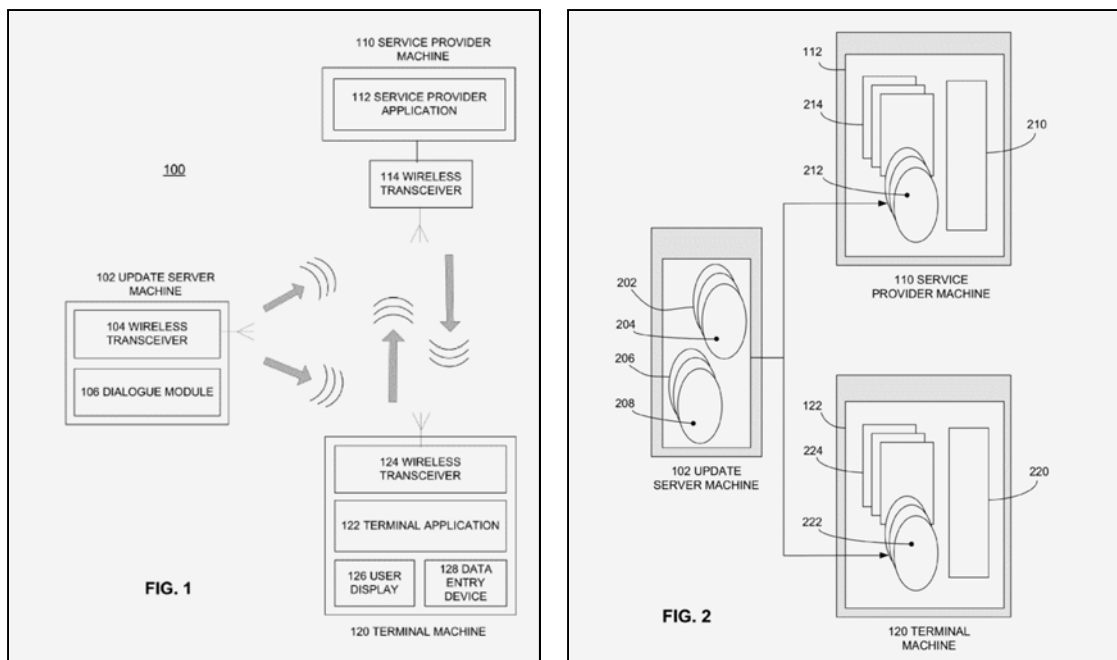 110 SERVICE PROVIDER
MACHINE
112 SERVICE PROVIDER
APPLICATION
100
114 WIRELESS
TRANSCEIVER
102 UPDATE SERVER
MACHINE
104 WIRELESS
TRANSCEIVER
106 DIALOGUE MODULE
124 WIRELESS
TRANSCEIVER
122 TERMINAL APPLICATION
126 USER
DISPLAY
128 DATA
ENTRY
DEVICE
FIG. 1
120 TERMINAL MACHINE
112
214
210
212
110 SERVICE
PROVIDER MACHINE
202
204
206
208
102 UPDATE
SERVER MACHINE
122
224
220
222
FIG. 2
120 TERMINAL
MACHINE